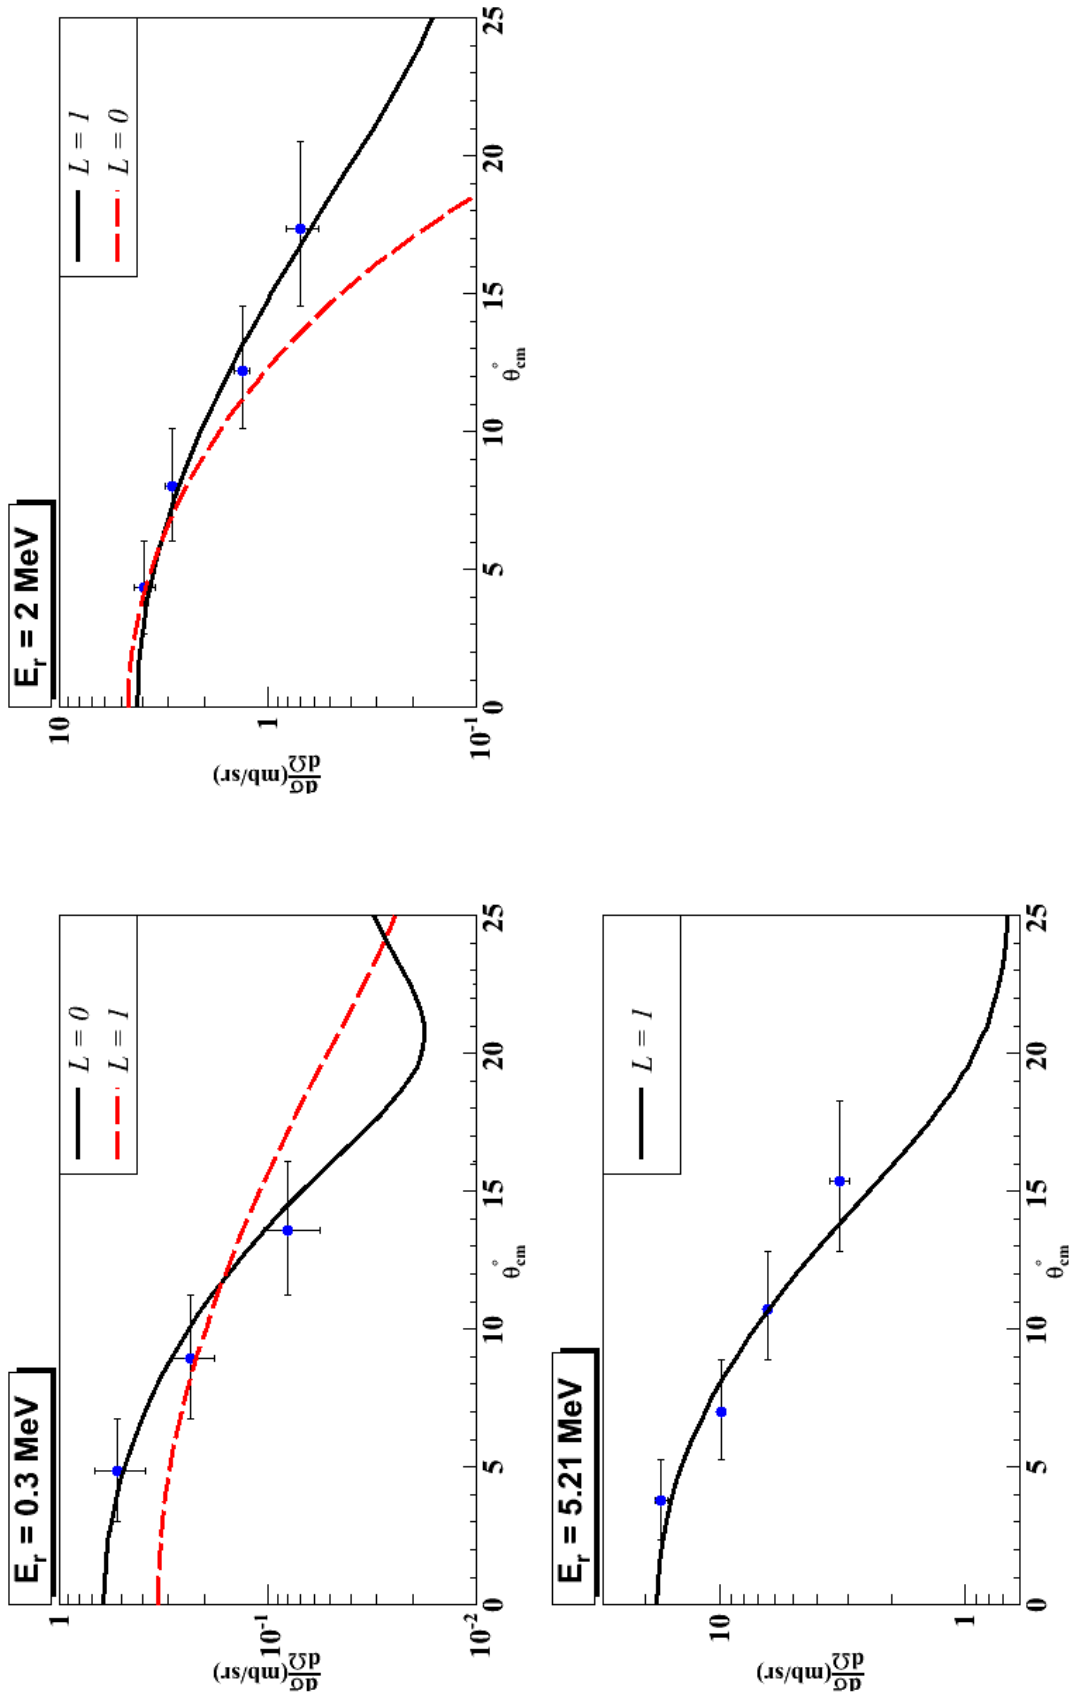 E_r = 0.3 MeV
L = 0
L = 1
1
10^-1
10^-2
dσ/dΩ (mb/sr)
0 5 10 15 20 25
θ°_cm
E_r = 2 MeV
L = 1
L = 0
10
1
10^-1
dσ/dΩ (mb/sr)
0 5 10 15 20 25
θ°_cm
E_r = 5.21 MeV
L = 1
10
1
dσ/dΩ (mb/sr)
0 5 10 15 20 25
θ°_cm